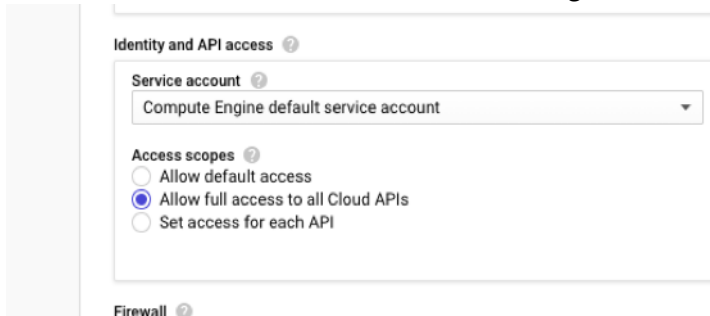 Identity and API access ?
Service account ?
Compute Engine default service account
Access scopes ?
Allow default access
Allow full access to all Cloud APIs
Set access for each API
Firewall ?